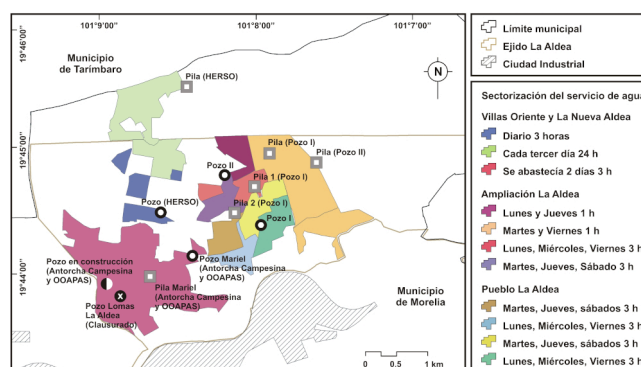 101°9'00"
101°8'00"
101°7'00"
19°46'00"
19°45'00"
19°44'00"
Municipio
de Tarímbaro
Pila (HERSO)
N
Pila (Pozo I)
Pila (Pozo II)
Pozo II
Pila 1 (Pozo I)
Pozo (HERSO)
Pila 2 (Pozo I)
Pozo I
Pozo en construcción
(Antorcha Campesina
y OOAPAS)
Pozo Mariel
(Antorcha Campesina
y OOAPAS)
Pila Mariel
(Antorcha Campesina
y OOAPAS)
X
Pozo Lomas
La Aldea
(Clausurado)
Municipio
de Morelia
0 0.5 1 km
Límite municipal
Ejido La Aldea
Ciudad Industrial
Sectorización del servicio de agua
Villas Oriente y La Nueva Aldea
Diario 3 horas
Cada tercer día 24 h
Se abastecía 2 días 3 h
Ampliación La Aldea
Lunes y Jueves 1 h
Martes y Viernes 1 h
Lunes, Miércoles, Viernes 3 h
Martes, Jueves, Sábado 3 h
Pueblo La Aldea
Martes, Jueves, sábados 3 h
Lunes, Miércoles, Viernes 3 h
Martes, Jueves, sábados 3 h
Lunes, Miércoles, Viernes 3 h